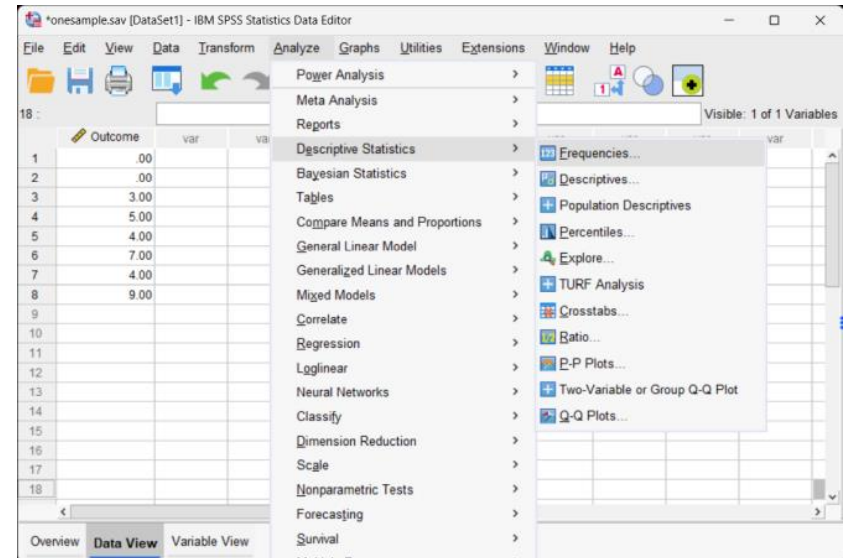 *onesample.sav [DataSet1] - IBM SPSS Statistics Data Editor
File Edit View Data Transform Analyze Graphs Utilities Extensions Window Help
18 :
Visible: 1 of 1 Variables
Outcome var va var
1 .00
2 .00
3 3.00
4 5.00
5 4.00
6 7.00
7 4.00
8 9.00
9
10
11
12
13
14
15
16
17
18
Power Analysis
Meta Analysis
Reports
Descriptive Statistics
Bayesian Statistics
Tables
Compare Means and Proportions
General Linear Model
Generalized Linear Models
Mixed Models
Correlate
Regression
Loglinear
Neural Networks
Classify
Dimension Reduction
Scale
Nonparametric Tests
Forecasting
Survival
123 Frequencies...
Descriptives...
Population Descriptives
Percentiles...
Explore...
TURF Analysis
Crosstabs...
1/2 Ratio...
P-P Plots...
Two-Variable or Group Q-Q Plot
Q-Q Plots...
Overview Data View Variable View